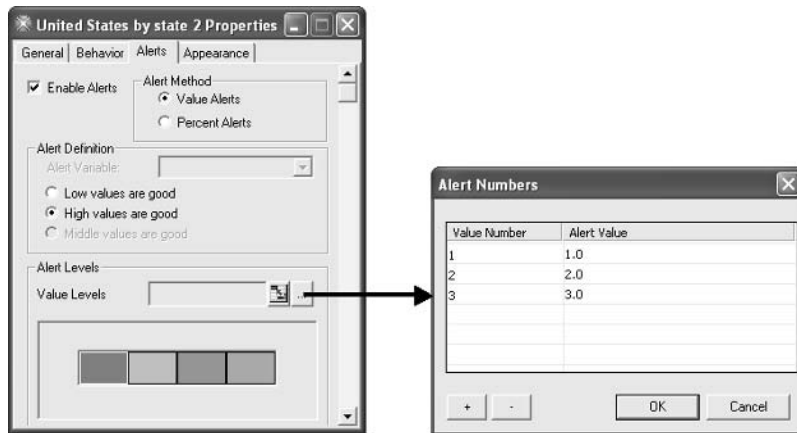 United States by state 2 Properties
General Behavior Alerts Appearance
Enable Alerts
Alert Method
Value Alerts
Percent Alerts
Alert Definition
Alert Variable:
Low values are good
High values are good
Middle values are good
Alert Levels
Value Levels
...
Alert Numbers
Value Number Alert Value
1 1.0
2 2.0
3 3.0
+ - OK Cancel